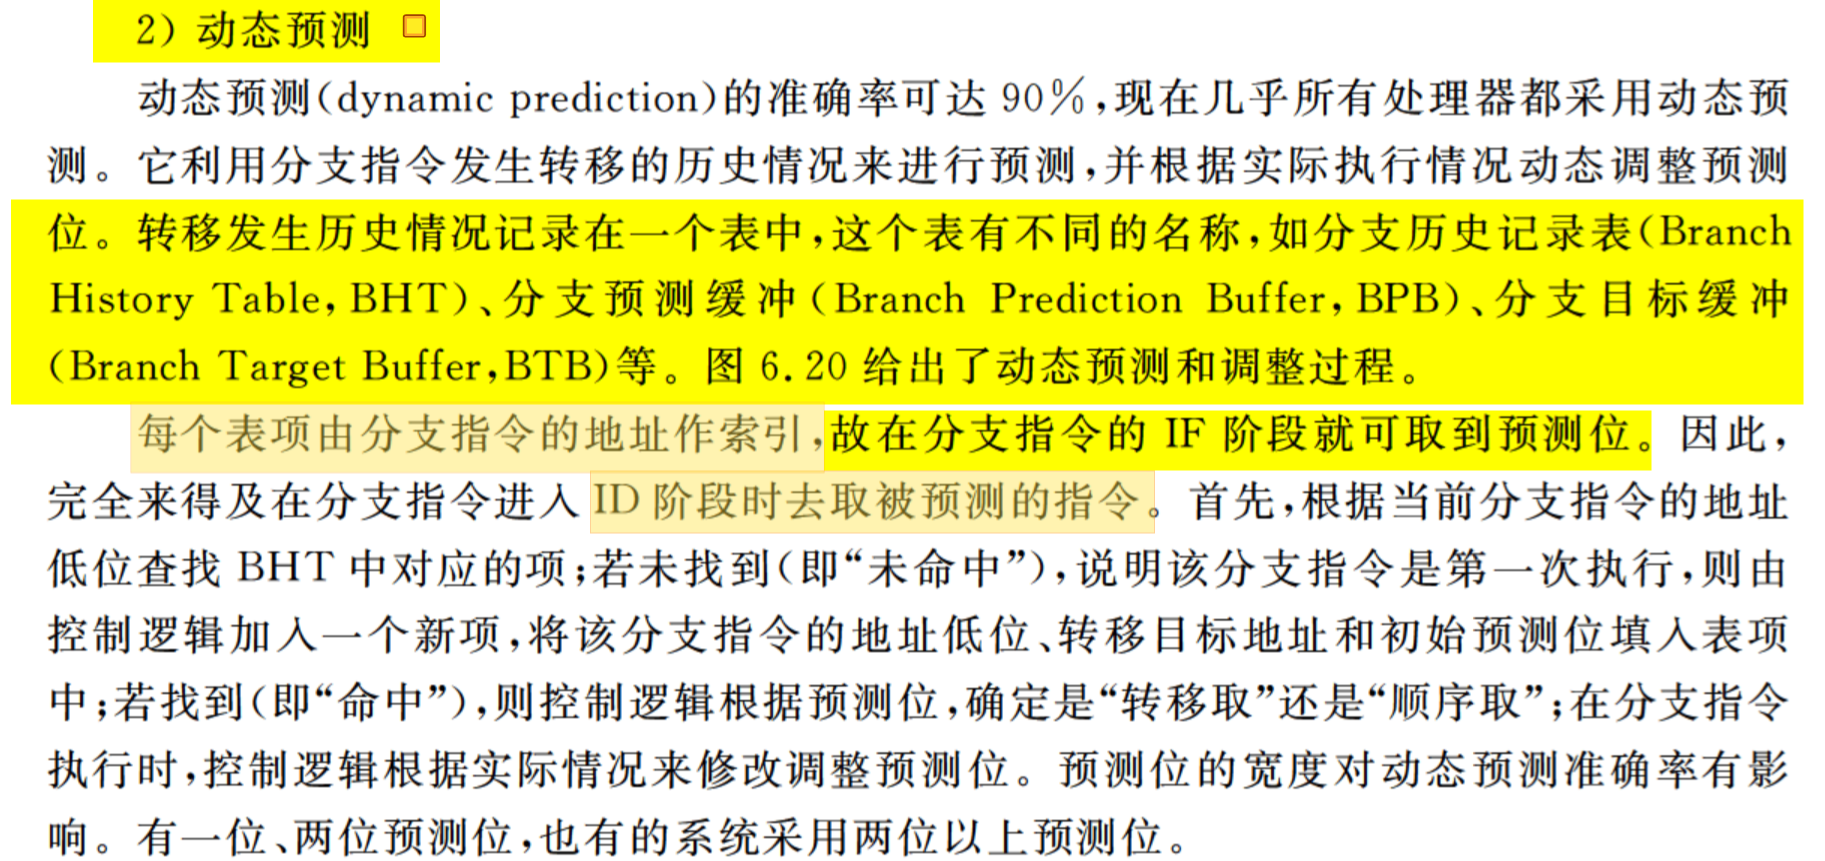 2) 动态预测
动态预测(dynamic prediction)的准确率可达 90%,现在几乎所有处理器都采用动态预
测。它利用分支指令发生转移的历史情况来进行预测,并根据实际执行情况动态调整预测
位。转移发生历史情况记录在一个表中,这个表有不同的名称,如分支历史记录表(Branch
History Table,BHT)、分支预测缓冲(Branch Prediction Buffer,BPB)、分支目标缓冲
(Branch Target Buffer,BTB)等。图 6.20 给出了动态预测和调整过程。
每个表项由分支指令的地址作索引,故在分支指令的 IF 阶段就可取到预测位。因此,
完全来得及在分支指令进入 ID 阶段时去取被预测的指令。首先,根据当前分支指令的地址
低位查找 BHT 中对应的项;若未找到(即“未命中”),说明该分支指令是第一次执行,则由
控制逻辑加入一个新项,将该分支指令的地址低位、转移目标地址和初始预测位填入表项
中;若找到(即“命中”),则控制逻辑根据预测位,确定是“转移取”还是“顺序取”;在分支指令
执行时,控制逻辑根据实际情况来修改调整预测位。预测位的宽度对动态预测准确率有影
响。有一位、两位预测位,也有的系统采用两位以上预测位。